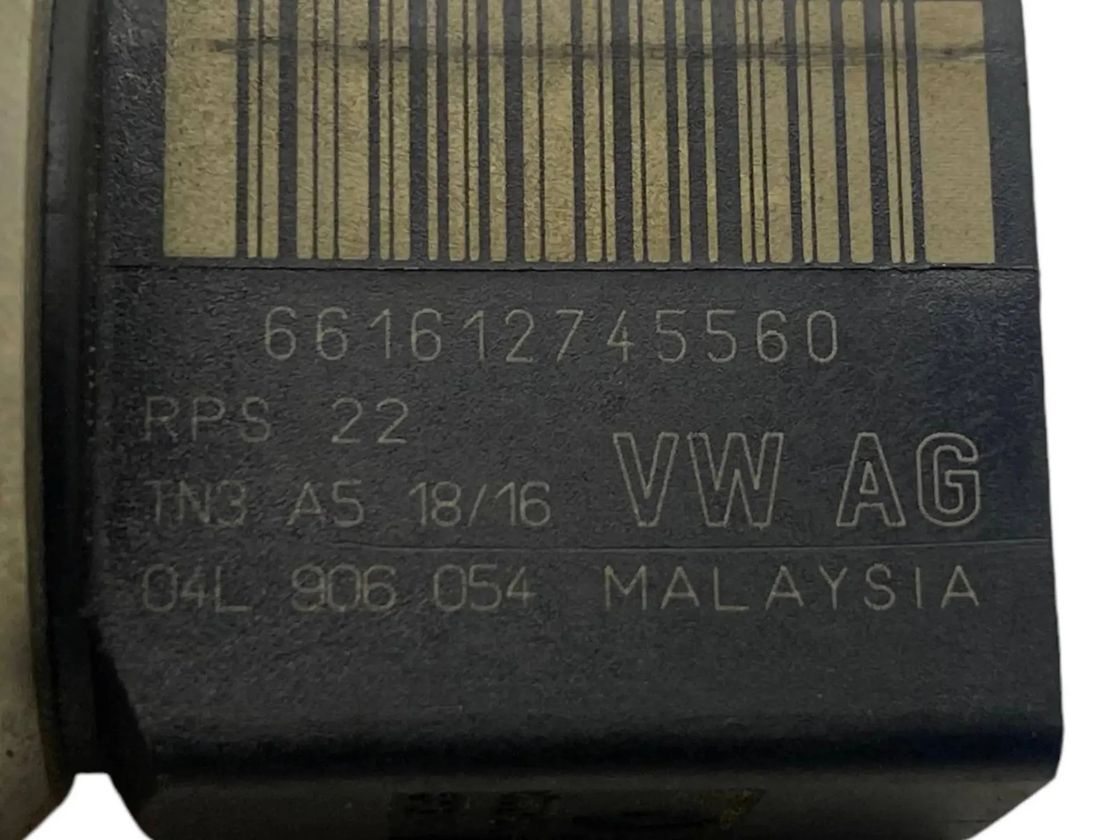 661612745560
RPS 22
TN3 A5 18/16 VW AG
04L 906 054 MALAYSIA